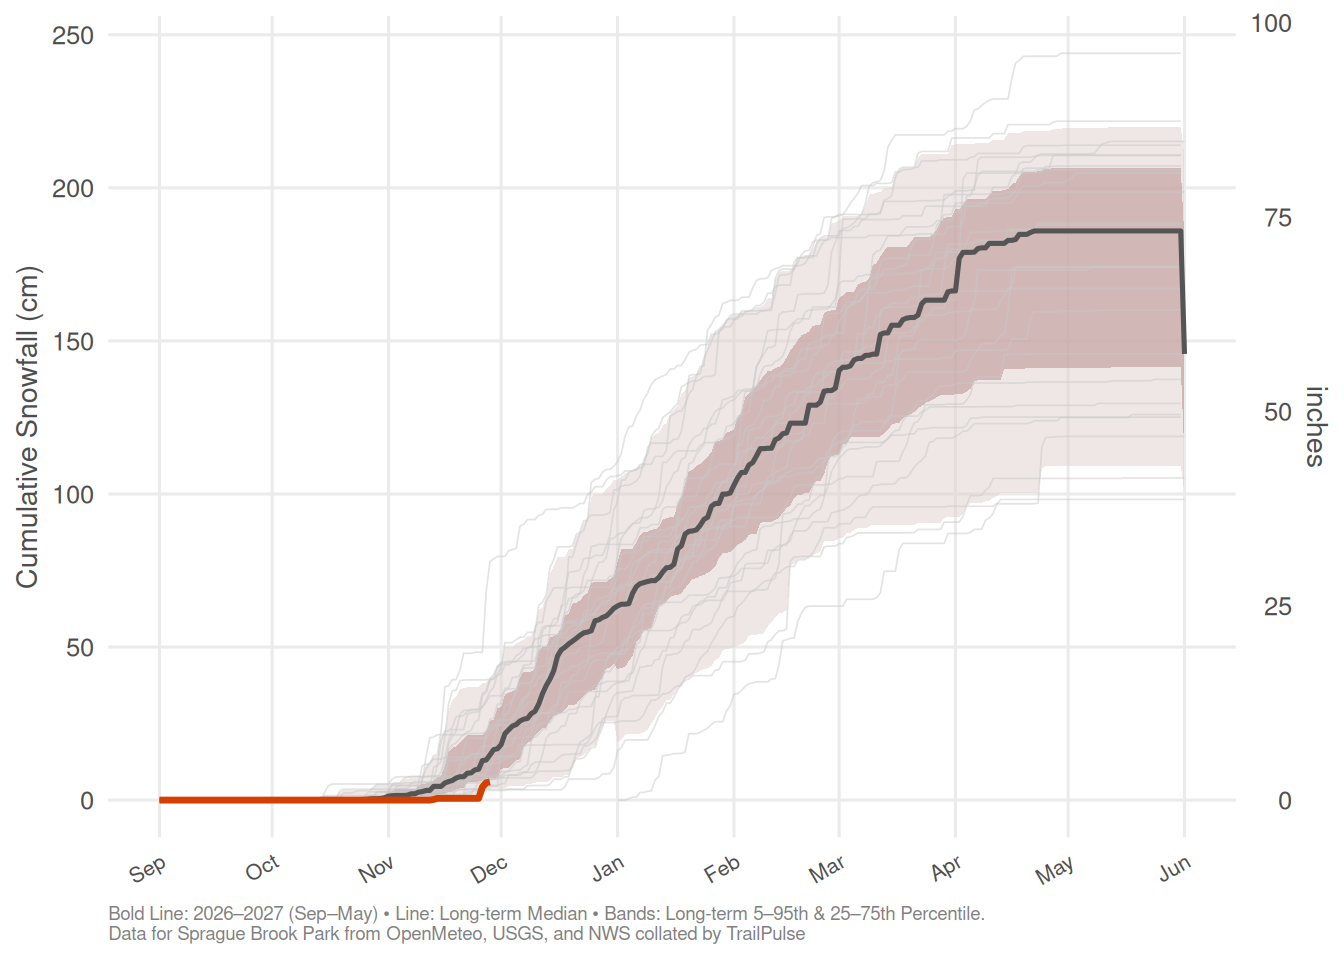 250
200
150
100
50
0
Cumulative Snowfall (cm)
100
75
50
25
0
inches
Sep
Oct
Nov
Dec
Jan
Feb
Mar
Apr
May
Jun
Bold Line: 2026–2027 (Sep–May) • Line: Long-term Median • Bands: Long-term 5–95th & 25–75th Percentile.
Data for Sprague Brook Park from OpenMeteo, USGS, and NWS collated by TrailPulse